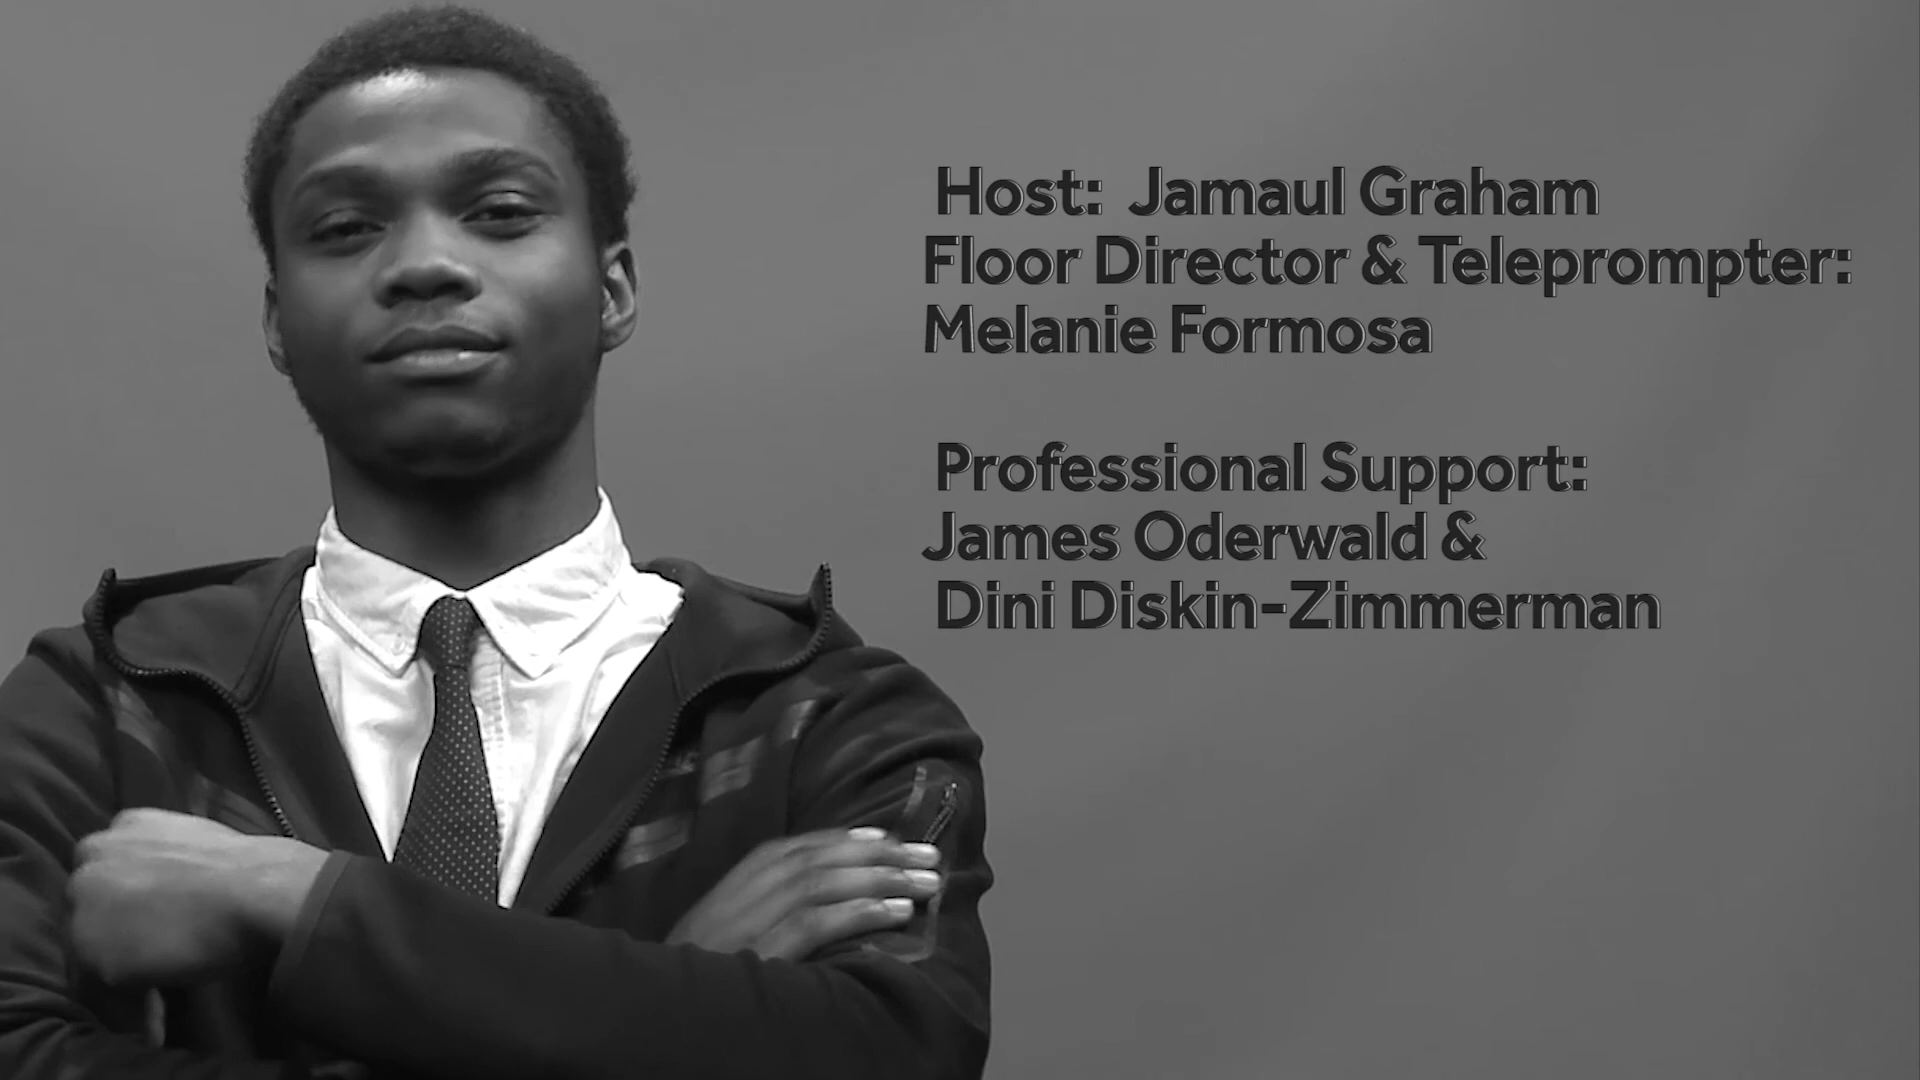 Host: Jamaul Graham
Floor Director & Teleprompter:
Melanie Formosa
Professional Support:
James Oderwald &
Dini Diskin-Zimmerman